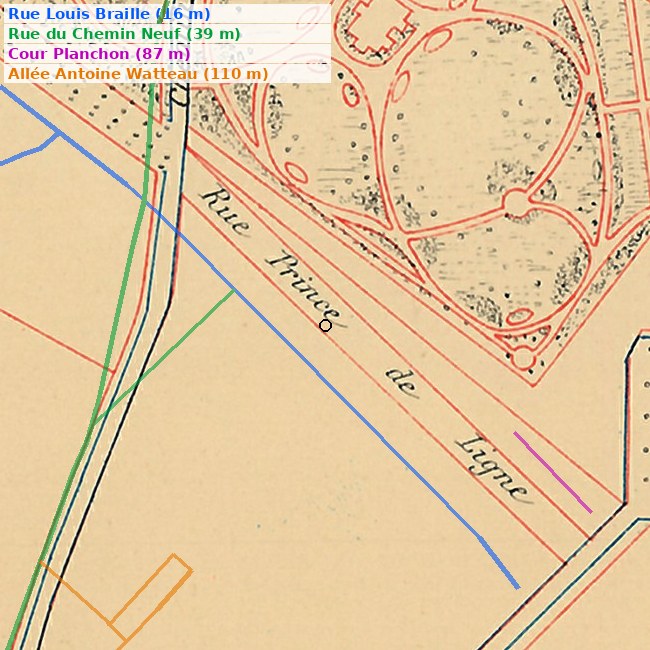 Rue Louis Braille (16 m)
Rue du Chemin Neuf (39 m)
Cour Planchon (87 m)
Allée Antoine Watteau (110 m)
Rue Prince de Ligne